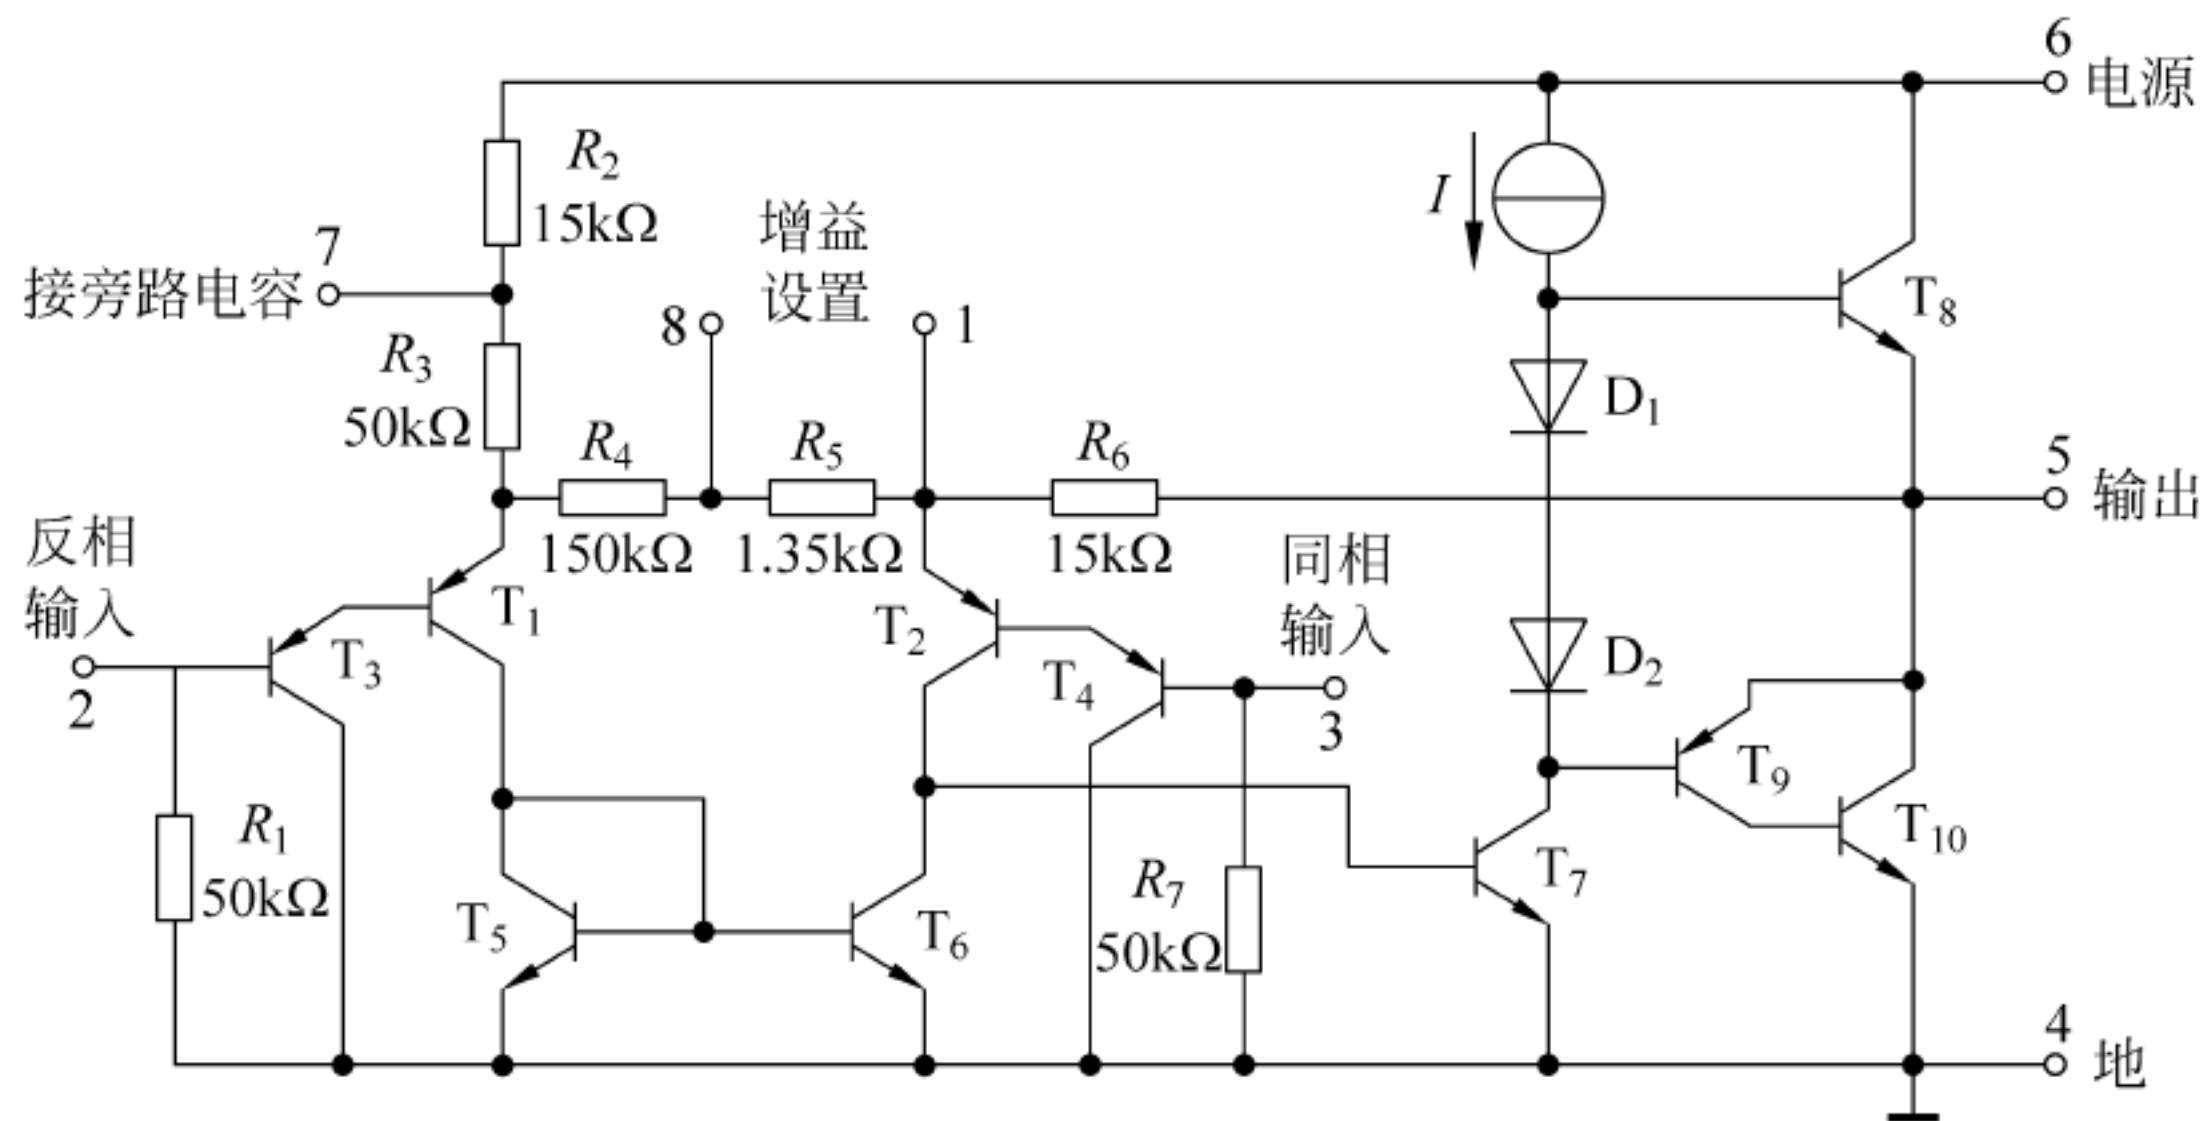 6
电源
R2
15kΩ
增益
设置
I
7
接旁路电容
8
1
T8
R3
50kΩ
D1
R4
150kΩ
R5
1.35kΩ
R6
15kΩ
5
输出
反相
输入
2
同相
输入
3
T1
T2
T3
T4
D2
T9
T10
R1
50kΩ
T7
R7
50kΩ
T5
T6
4
地